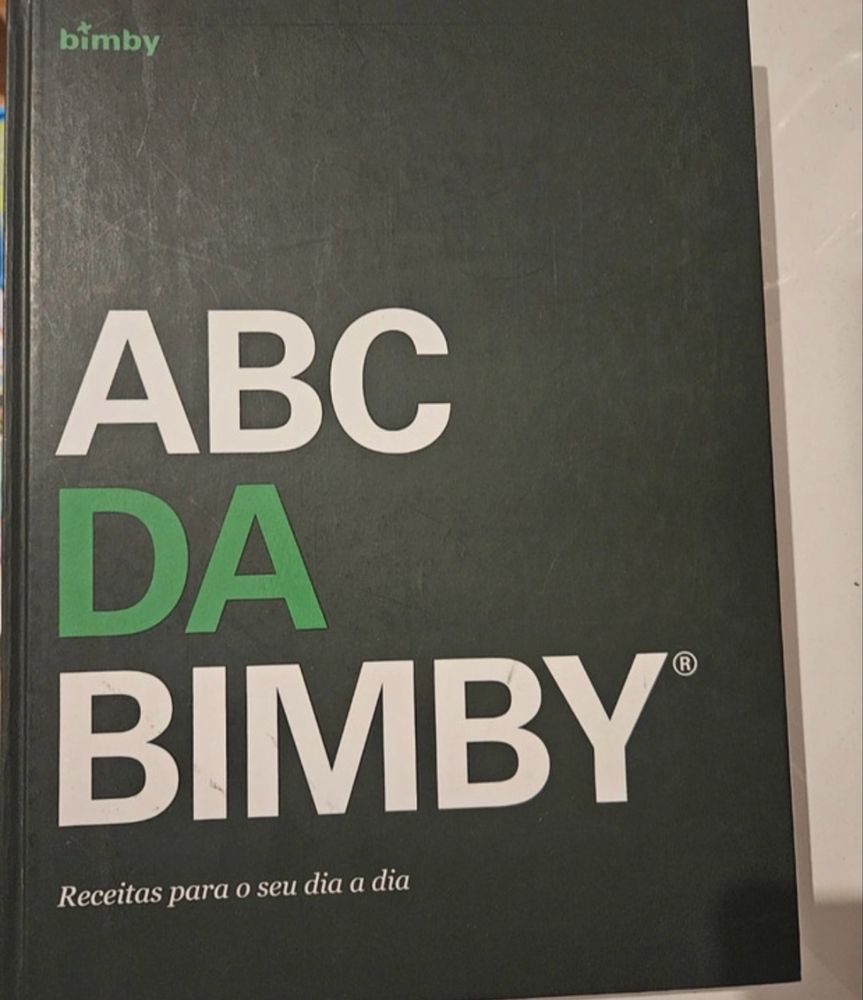 bimby
ABC
DA
BIMBY®
Receitas para o seu dia a dia